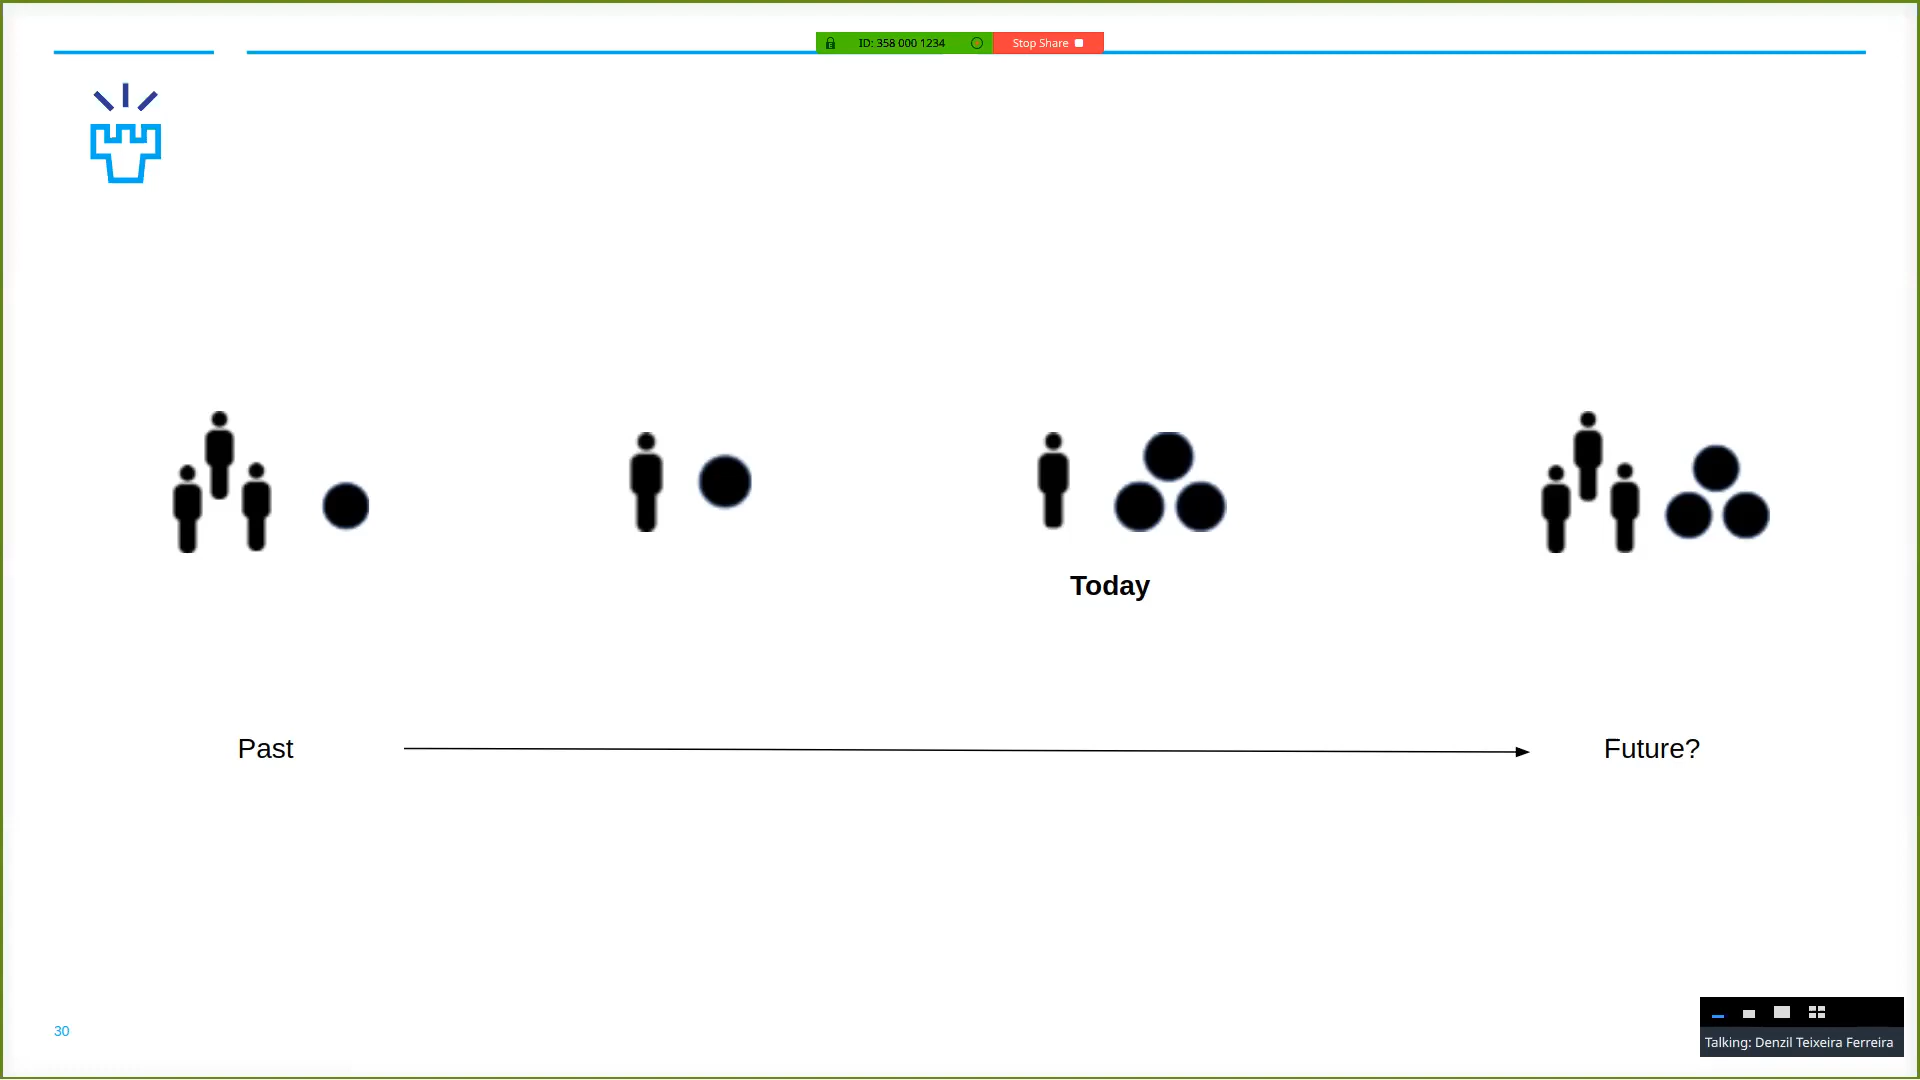 ID: 358 000 1234
Stop Share
Today
Past
Future?
30
Talking: Denzil Teixeira Ferreira